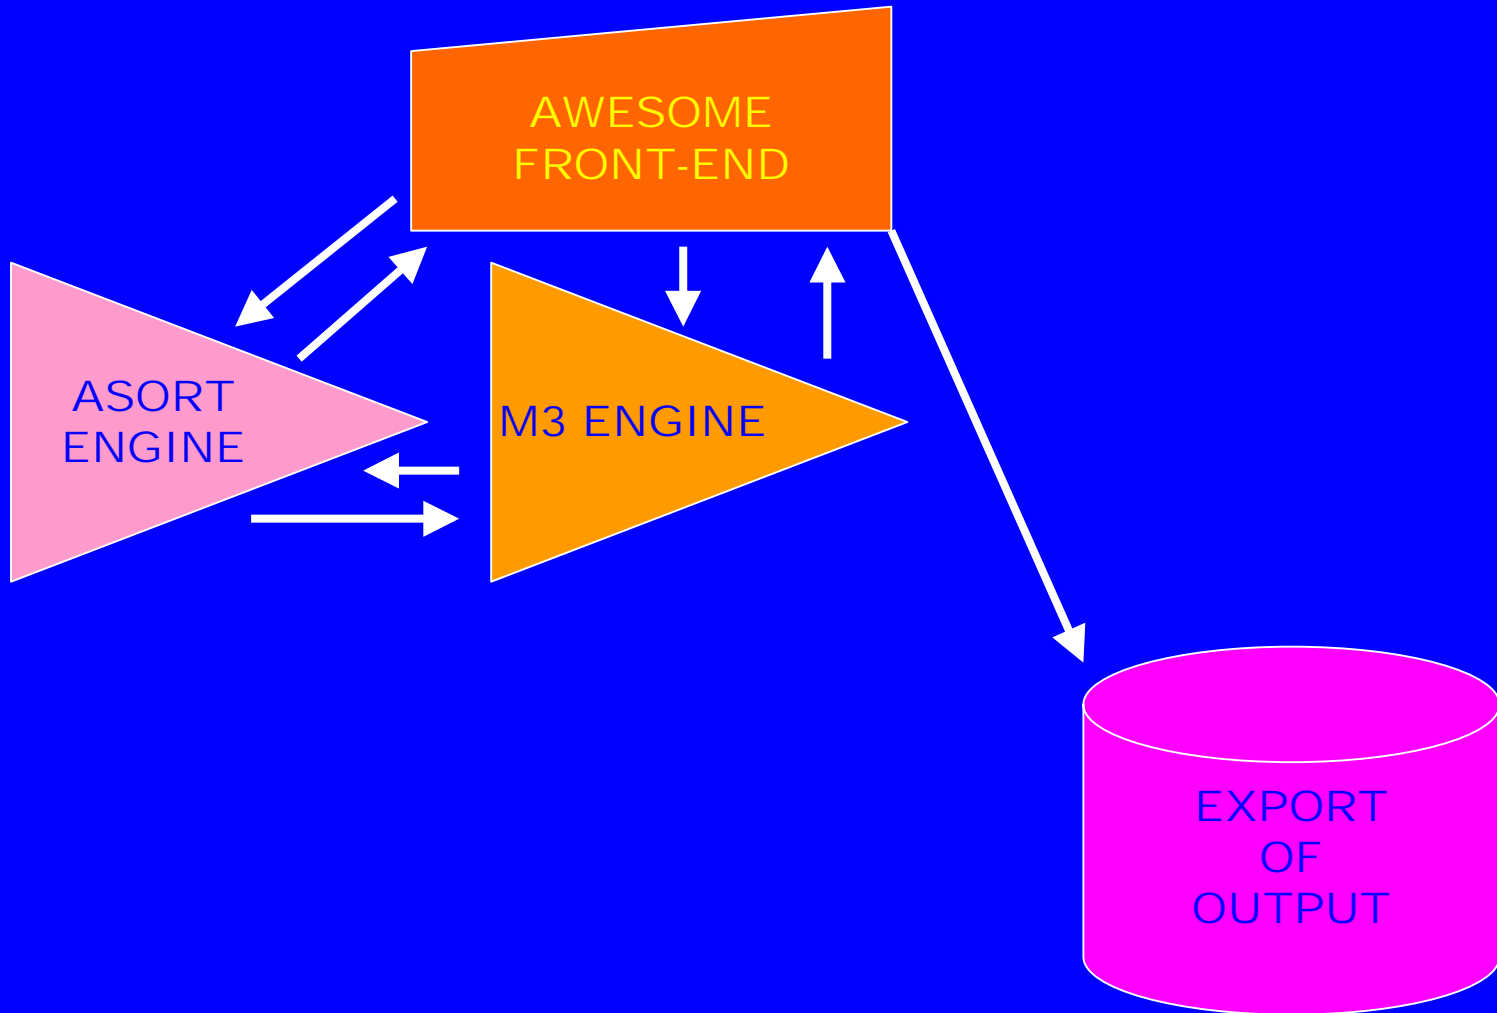 AWESOME
FRONT-END
ASORT
ENGINE
M3 ENGINE
EXPORT
OF
OUTPUT